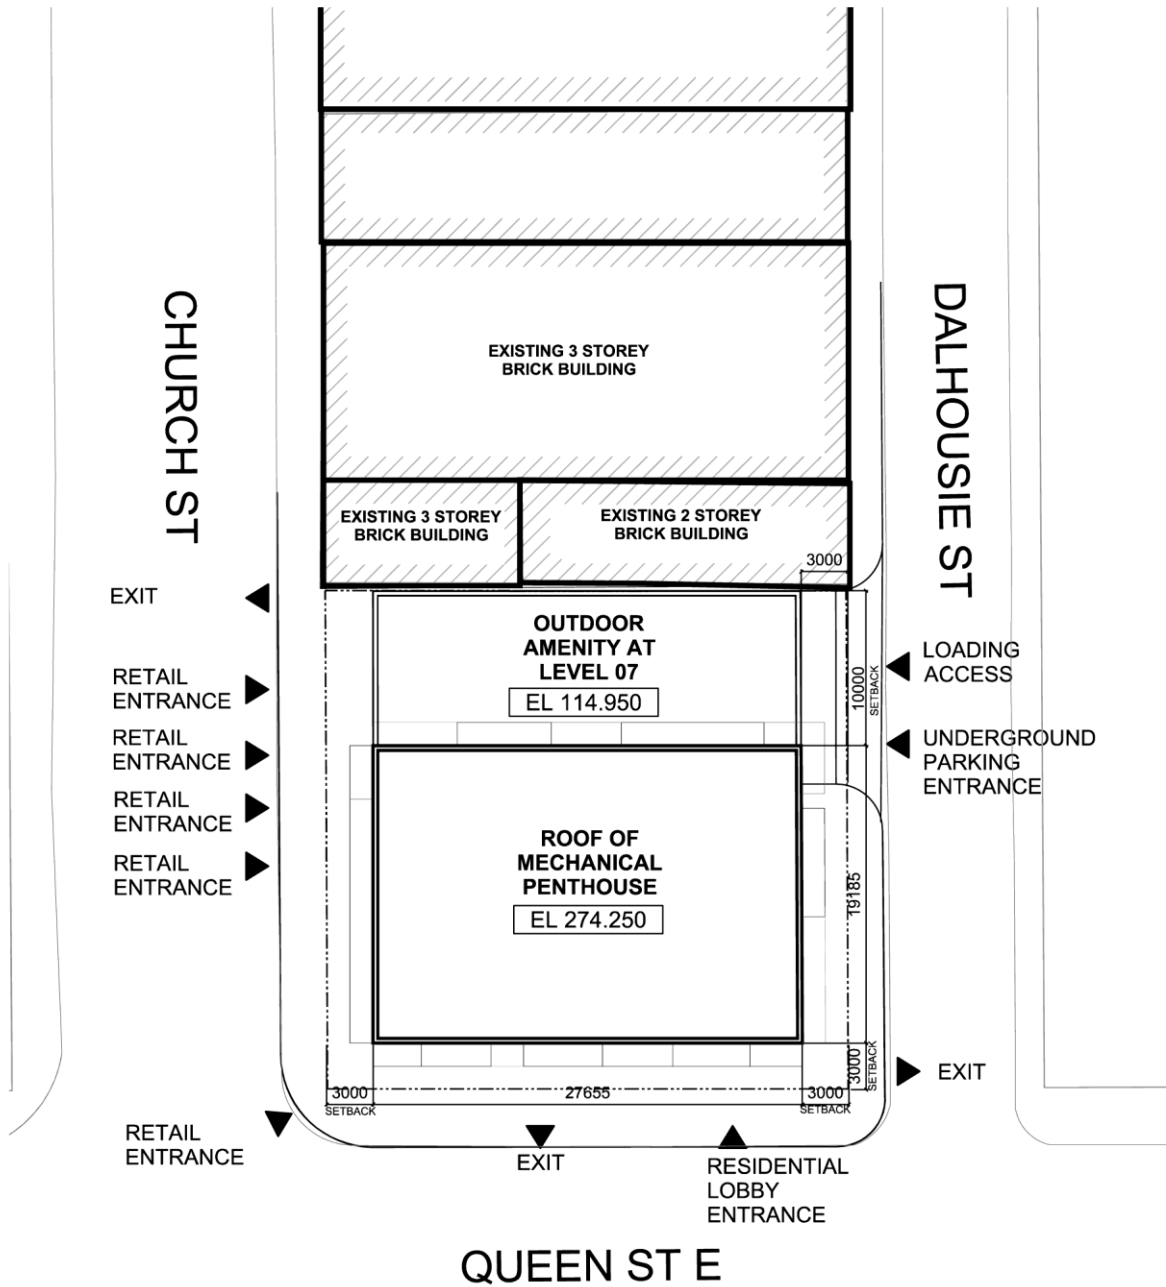 CHURCH ST
DALHOUSIE ST
EXISTING 3 STOREY
BRICK BUILDING
EXISTING 3 STOREY
BRICK BUILDING
EXISTING 2 STOREY
BRICK BUILDING
3000
EXIT
RETAIL
ENTRANCE
RETAIL
ENTRANCE
RETAIL
ENTRANCE
RETAIL
ENTRANCE
OUTDOOR
AMENITY AT
LEVEL 07
EL 114.950
10000
SETBACK
LOADING
ACCESS
UNDERGROUND
PARKING
ENTRANCE
ROOF OF
MECHANICAL
PENTHOUSE
EL 274.250
19185
3000
SETBACK
EXIT
3000
SETBACK
27655
3000
SETBACK
RETAIL
ENTRANCE
EXIT
RESIDENTIAL
LOBBY
ENTRANCE
QUEEN ST E